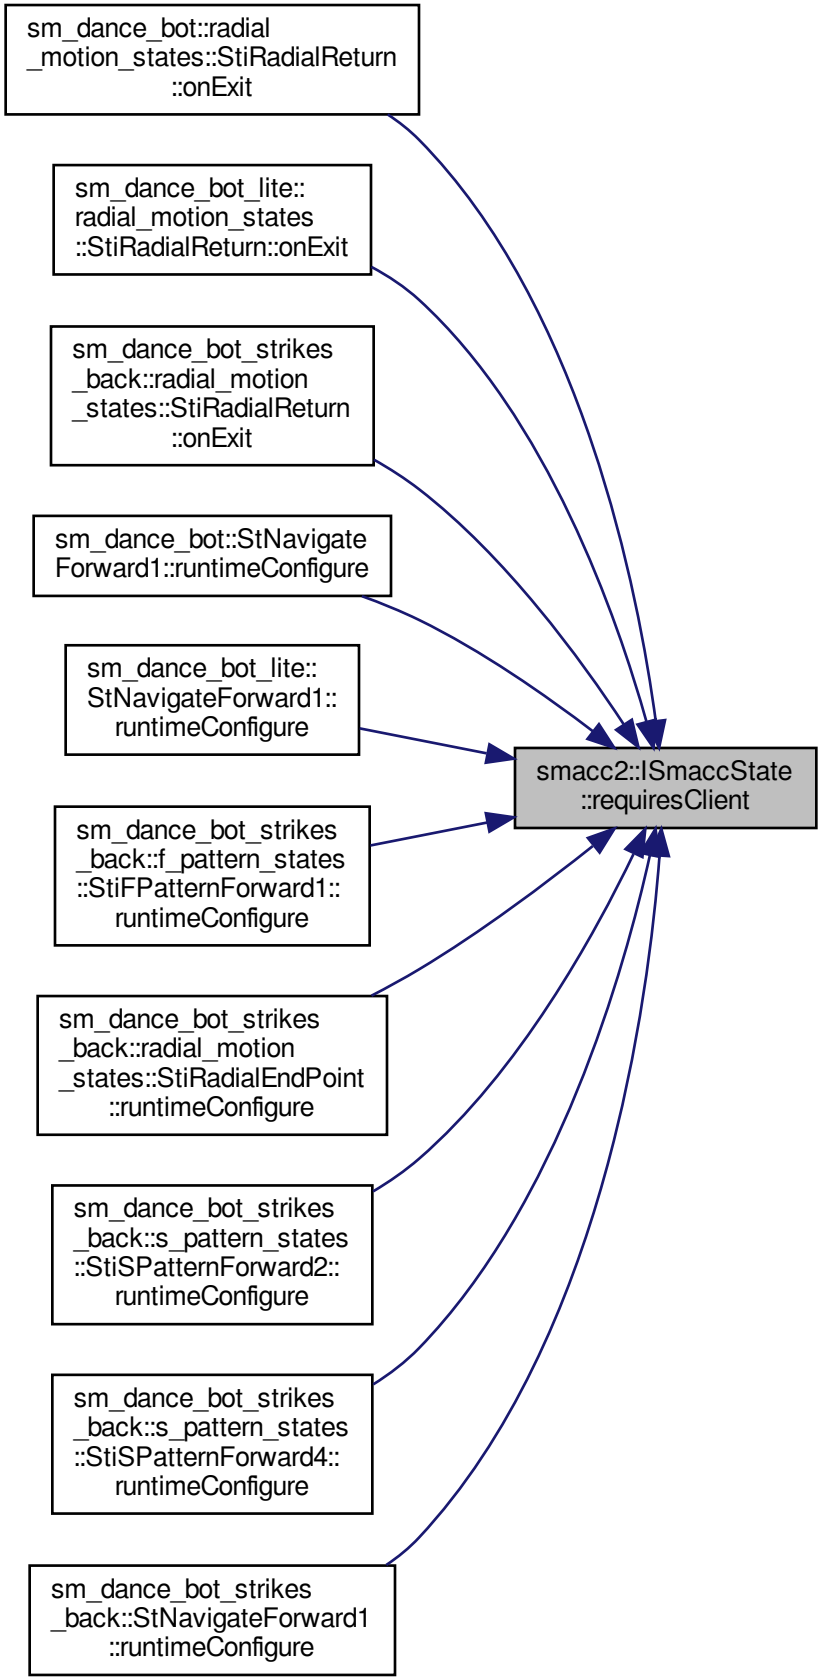 sm_dance_bot::radial
_motion_states::StiRadialReturn
::onExit
sm_dance_bot_lite::
radial_motion_states
::StiRadialReturn::onExit
sm_dance_bot_strikes
_back::radial_motion
_states::StiRadialReturn
::onExit
sm_dance_bot::StNavigate
Forward1::runtimeConfigure
sm_dance_bot_lite::
StNavigateForward1::
runtimeConfigure
smacc2::ISmaccState
::requiresClient
sm_dance_bot_strikes
_back::f_pattern_states
::StiFPatternForward1::
runtimeConfigure
sm_dance_bot_strikes
_back::radial_motion
_states::StiRadialEndPoint
::runtimeConfigure
sm_dance_bot_strikes
_back::s_pattern_states
::StiSPatternForward2::
runtimeConfigure
sm_dance_bot_strikes
_back::s_pattern_states
::StiSPatternForward4::
runtimeConfigure
sm_dance_bot_strikes
_back::StNavigateForward1
::runtimeConfigure